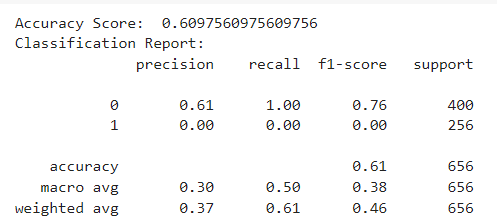 Accuracy Score:  0.6097560975609756
Classification Report:
              precision    recall  f1-score   support

           0       0.61      1.00      0.76       400
           1       0.00      0.00      0.00       256

    accuracy                           0.61       656
   macro avg       0.30      0.50      0.38       656
weighted avg       0.37      0.61      0.46       656